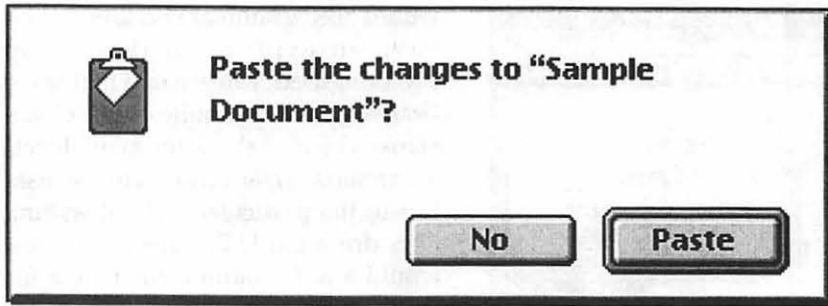 Paste the changes to “Sample
Document”?
No
Paste